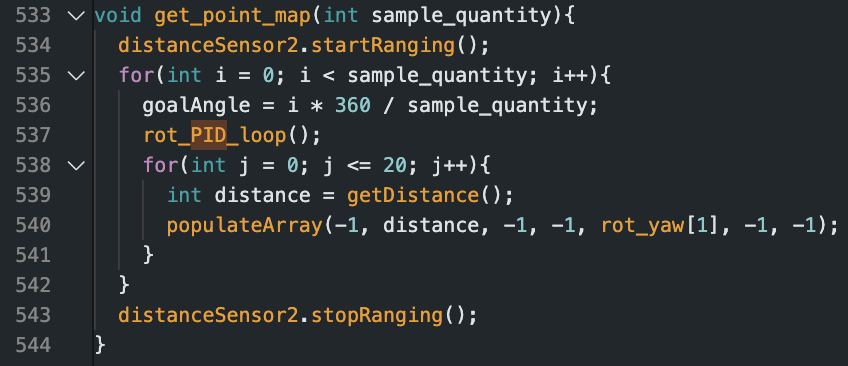 533 void get_point_map(int sample_quantity){
534 distanceSensor2.startRanging();
535 for(int i = 0; i < sample_quantity; i++){
536 goalAngle = i * 360 / sample_quantity;
537 rot_PID_loop();
538 for(int j = 0; j <= 20; j++){
539 int distance = getDistance();
540 populateArray(-1, distance, -1, -1, rot_yaw[1], -1, -1);
541 }
542 }
543 distanceSensor2.stopRanging();
544 }